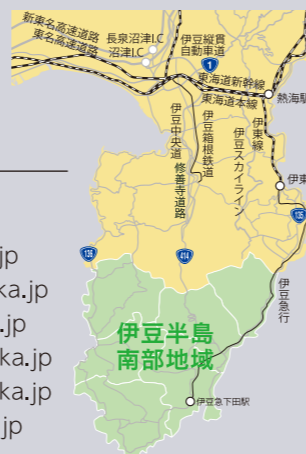 新東名高速道路
東名高速道路
長泉沼津I.C
沼津I.C
伊豆縦貫
自動車道
1
東海道新幹線
東海道本線
熱海駅
伊豆中央道
修善寺道路
伊豆箱根鉄道
伊豆スカイライン
伊東線
伊東
135
136
414
伊豆急行
伊豆半島
南部地域
伊豆急下田駅
.jp
ka.jp
.jp
ka.jp
ka.jp
.jp